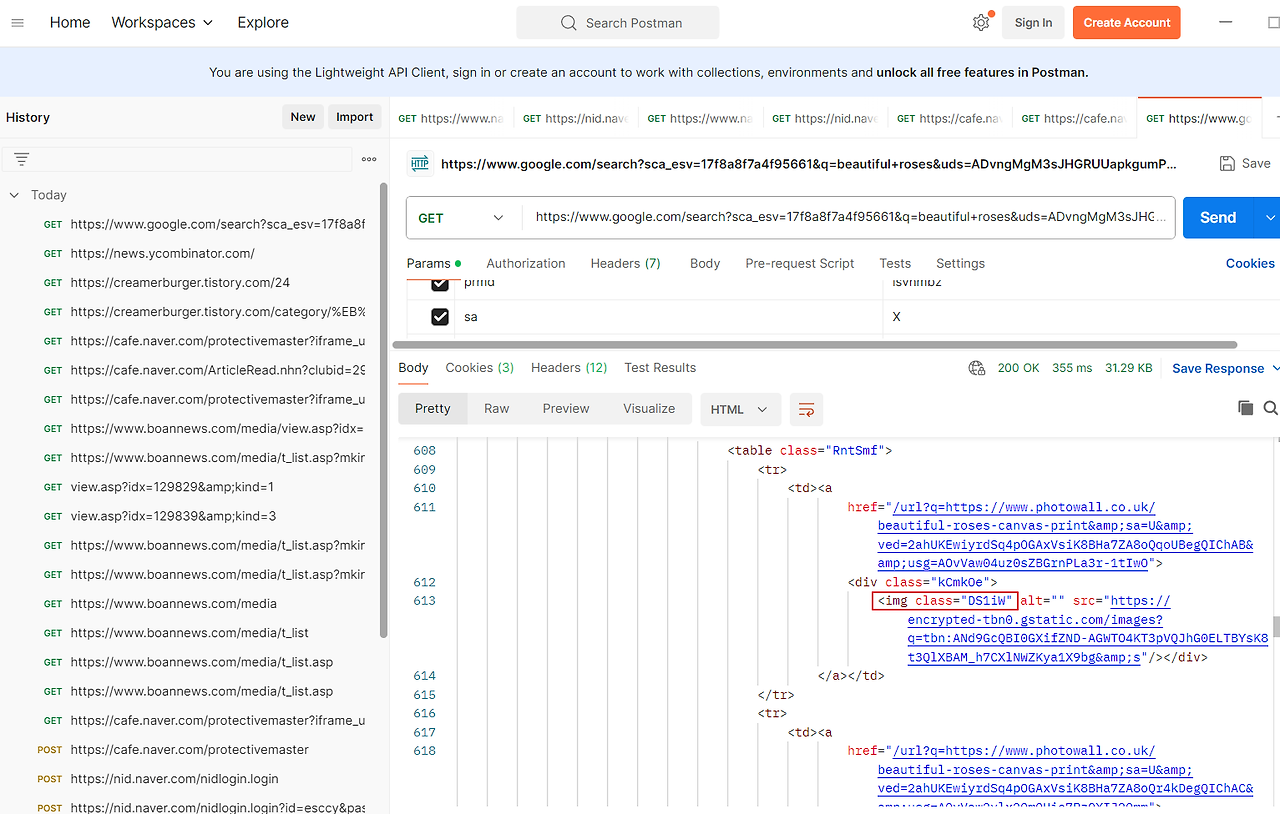 Home Workspaces Explore Search Postman Sign In Create Account
You are using the Lightweight API Client, sign in or create an account to work with collections, environments and unlock all free features in Postman.
History New Import
Today
GET https://www.google.com/search?sca_esv=17f8a8f
GET https://news.ycombinator.com/
GET https://creamerburger.tistory.com/24
GET https://creamerburger.tistory.com/category/%EB%
GET https://cafe.naver.com/protectivemaster?iframe_u
GET https://cafe.naver.com/ArticleRead.nhn?clubid=29
GET https://cafe.naver.com/protectivemaster?iframe_u
GET https://www.boannews.com/media/view.asp?idx=
GET https://www.boannews.com/media/t_list.asp?mkin
GET view.asp?idx=129829&amp;kind=1
GET view.asp?idx=129839&amp;kind=3
GET https://www.boannews.com/media/t_list.asp?mkin
GET https://www.boannews.com/media/t_list.asp?mkin
GET https://www.boannews.com/media
GET https://www.boannews.com/media/t_list
GET https://www.boannews.com/media/t_list.asp
GET https://www.boannews.com/media/t_list.asp
GET https://cafe.naver.com/protectivemaster?iframe_u
POST https://cafe.naver.com/protectivemaster
POST https://nid.naver.com/nidlogin.login
POST https://nid.naver.com/nidlogin.login?id=esccy&pas
GET https://www.na GET https://nid.nave GET https://www.na GET https://nid.nave GET https://cafe.nav GET https://cafe.nav GET https://www.go
HTTP https://www.google.com/search?sca_esv=17f8a8f7a4f95661&q=beautiful+roses&uds=ADvngMgM3sJHGRUUapkgumP... Save
GET https://www.google.com/search?sca_esv=17f8a8f7a4f95661&q=beautiful+roses&uds=ADvngMgM3sJHG... Send
Params Authorization Headers (7) Body Pre-request Script Tests Settings Cookies
prmd isvnmbz
sa X
Body Cookies (3) Headers (12) Test Results 200 OK 355 ms 31.29 KB Save Response
Pretty Raw Preview Visualize HTML
608 <table class="RntSmf">
609 <tr>
610 <td><a
611 href="/url?q=https://www.photowall.co.uk/
beautiful-roses-canvas-print&amp;sa=U&amp;
ved=2ahUKEwiyrdSq4pOGAxVsiK8BHa7ZA8oQqoUBegQIChAB&
amp;usg=AOvVaw04uz0sZBGrnPLa3r-1tIwO">
612 <div class="kCmkOe">
613 <img class="DS1iW" alt="" src="https://
encrypted-tbn0.gstatic.com/images?
q=tbn:ANd9GcQBI0GXifZND-AGWTO4KT3pVQJhG0ELTBYsK8
t3QlXBAM_h7CXlNWZKya1X9bg&amp;s"/></div>
614 </a></td>
615 </tr>
616 <tr>
617 <td><a
618 href="/url?q=https://www.photowall.co.uk/
beautiful-roses-canvas-print&amp;sa=U&amp;
ved=2ahUKEwiyrdSq4pOGAxVsiK8BHa7ZA8oQr4kDegQIChAC&